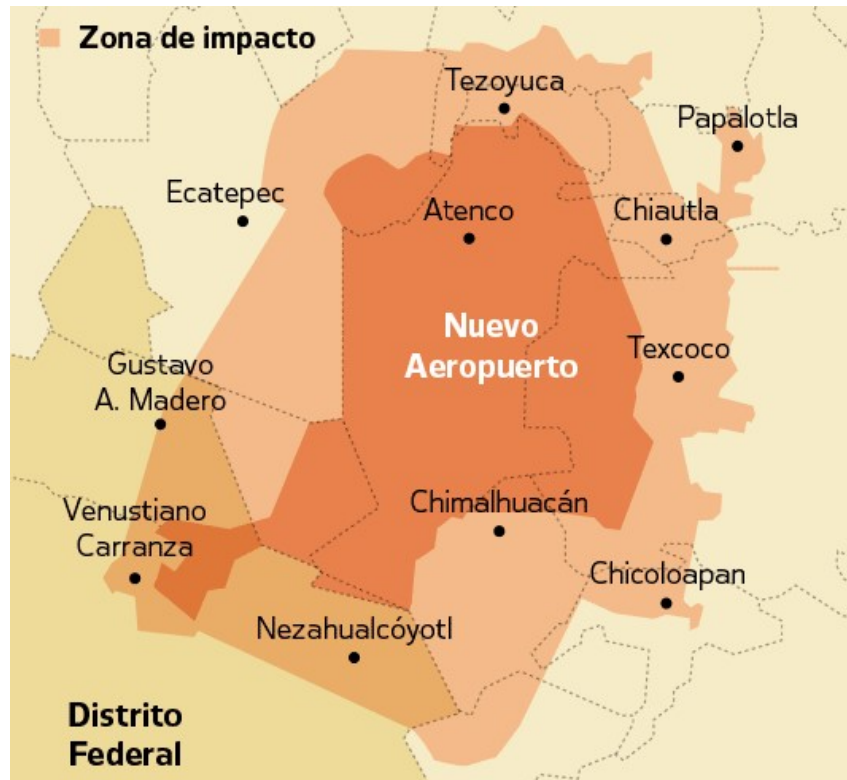 Zona de impacto
Tezoyuca
Papalotla
Ecatepec
Atenco
Chiautla
Nuevo
Aeropuerto
Texcoco
Gustavo
A. Madero
Chimalhuacán
Venustiano
Carranza
Chicoloapan
Nezahualcóyotl
Distrito
Federal